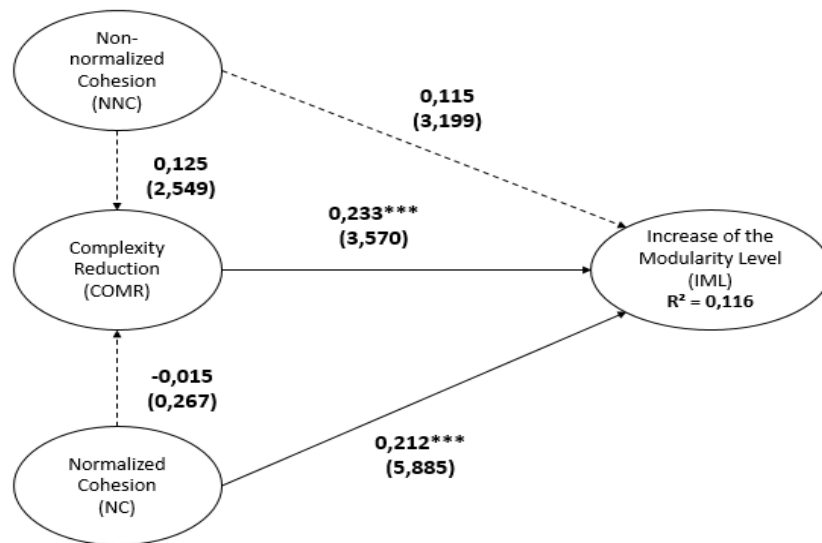 Non-
normalized
Cohesion
(NNC)
0,115
(3,199)
0,125
(2,549)
0,233***
(3,570)
Complexity
Reduction
(COMR)
Increase of the
Modularity Level
(IML)
R² = 0,116
-0,015
(0,267)
0,212***
(5,885)
Normalized
Cohesion
(NC)